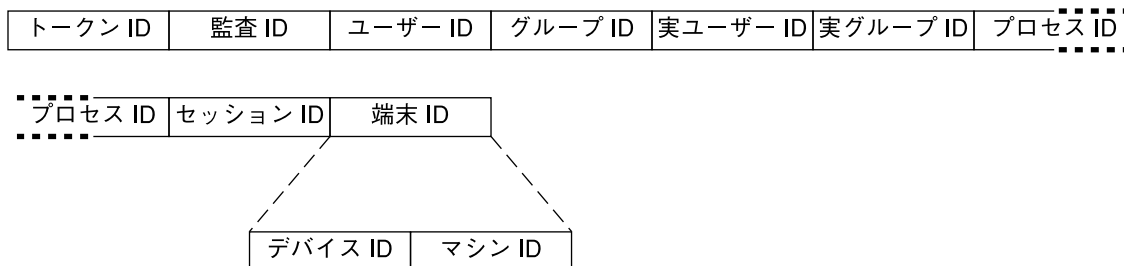 トークン ID 監査 ID ユーザー ID グループ ID 実ユーザー ID 実グループ ID プロセス ID
プロセス ID セッション ID 端末 ID
デバイス ID マシン ID